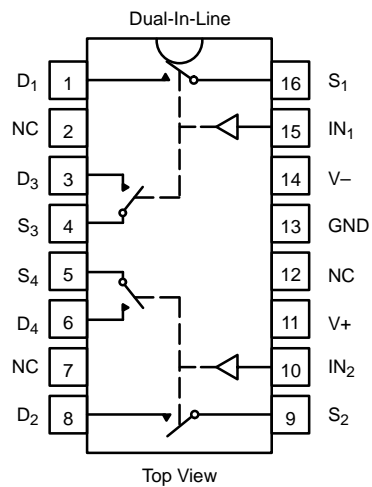 Dual-In-Line
D1 1 16 S1
NC 2 15 IN1
D3 3 14 V–
S3 4 13 GND
S4 5 12 NC
D4 6 11 V+
NC 7 10 IN2
D2 8 9 S2
Top View